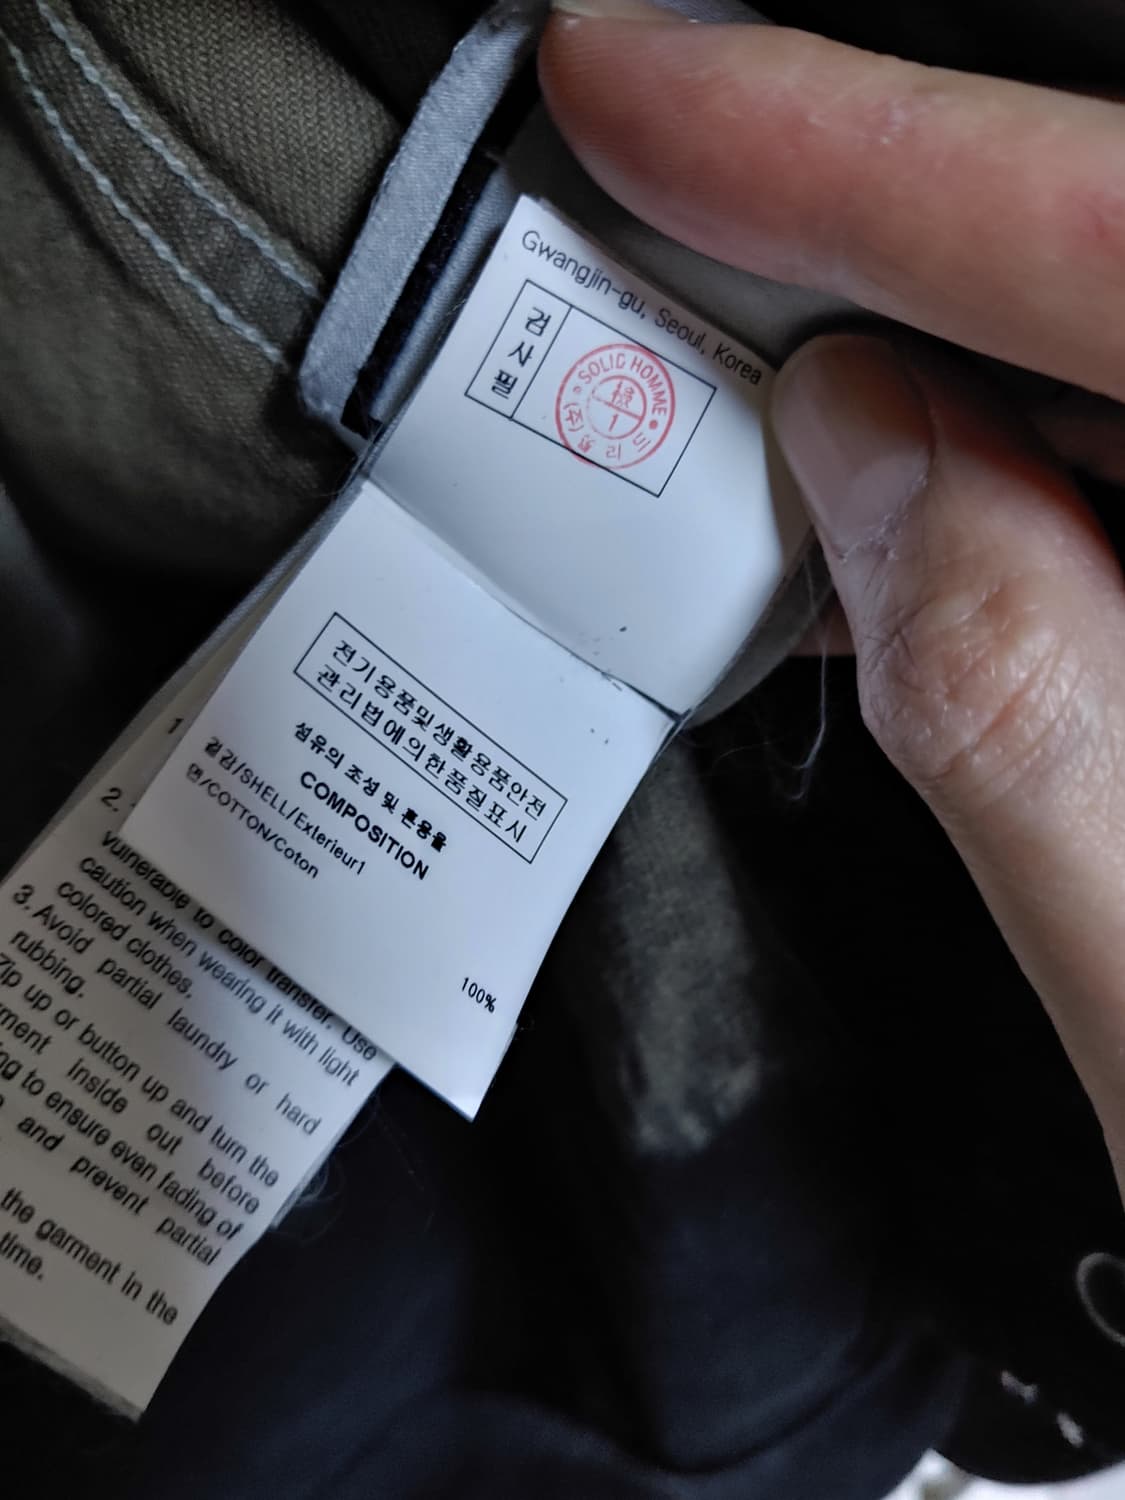 Gwangjin-gu, Seoul, Korea
검사필
SOLID HOMME
1
전기용품및생활용품안전
관리법에의한품질표시
섬유의 조성 및 혼용율
COMPOSITION
겉감/SHELL/Exterieur1
면/COTTON/Coton
100%
1
2.
vulnerable to color transfer. Use
caution when wearing it with light
colored clothes.
3. Avoid partial laundry or hard
rubbing.
Zip up or button up and turn the
inside out before
to ensure even fading of
and prevent partial
the garment in the
time.